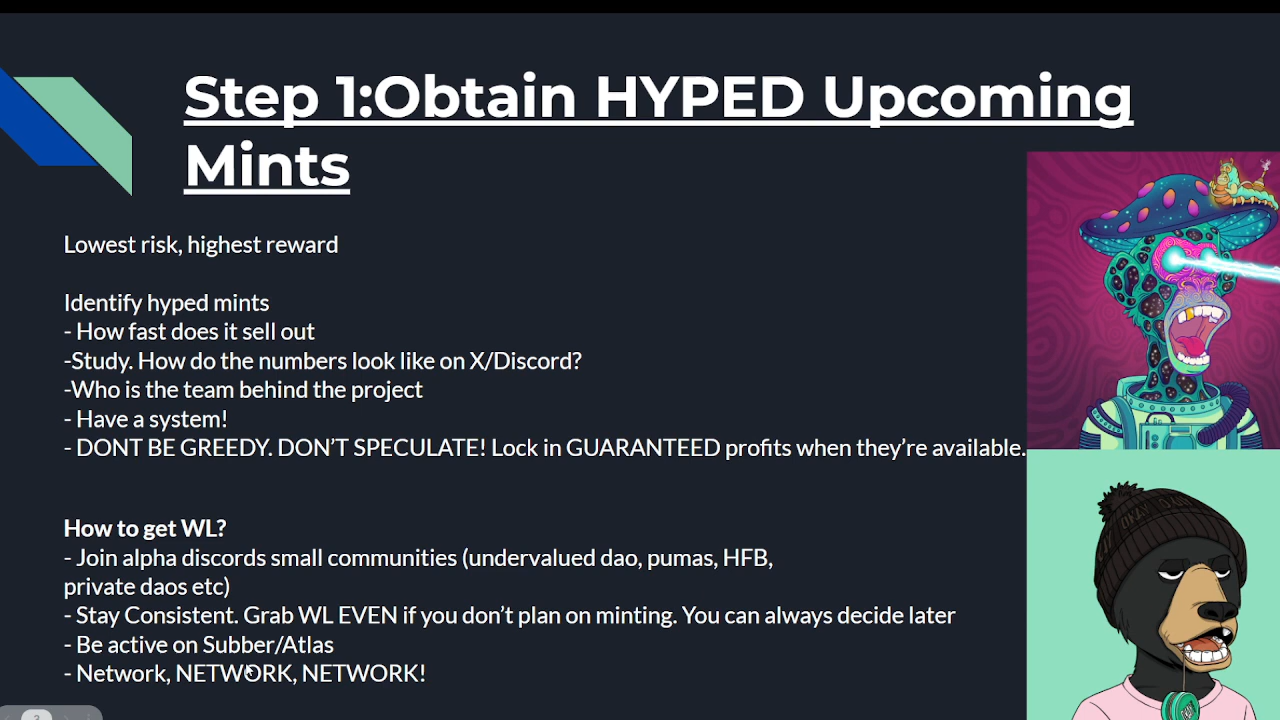 Step 1:Obtain HYPED Upcoming
Mints
Lowest risk, highest reward
Identify hyped mints
- How fast does it sell out
-Study. How do the numbers look like on X/Discord?
-Who is the team behind the project
- Have a system!
- DONT BE GREEDY. DON'T SPECULATE! Lock in GUARANTEED profits when they're available.
How to get WL?
- Join alpha discords small communities (undervalued dao, pumas, HFB,
private daos etc)
- Stay Consistent. Grab WL EVEN if you don't plan on minting. You can always decide later
- Be active on Subber/Atlas
- Network, NETWORK, NETWORK!
3